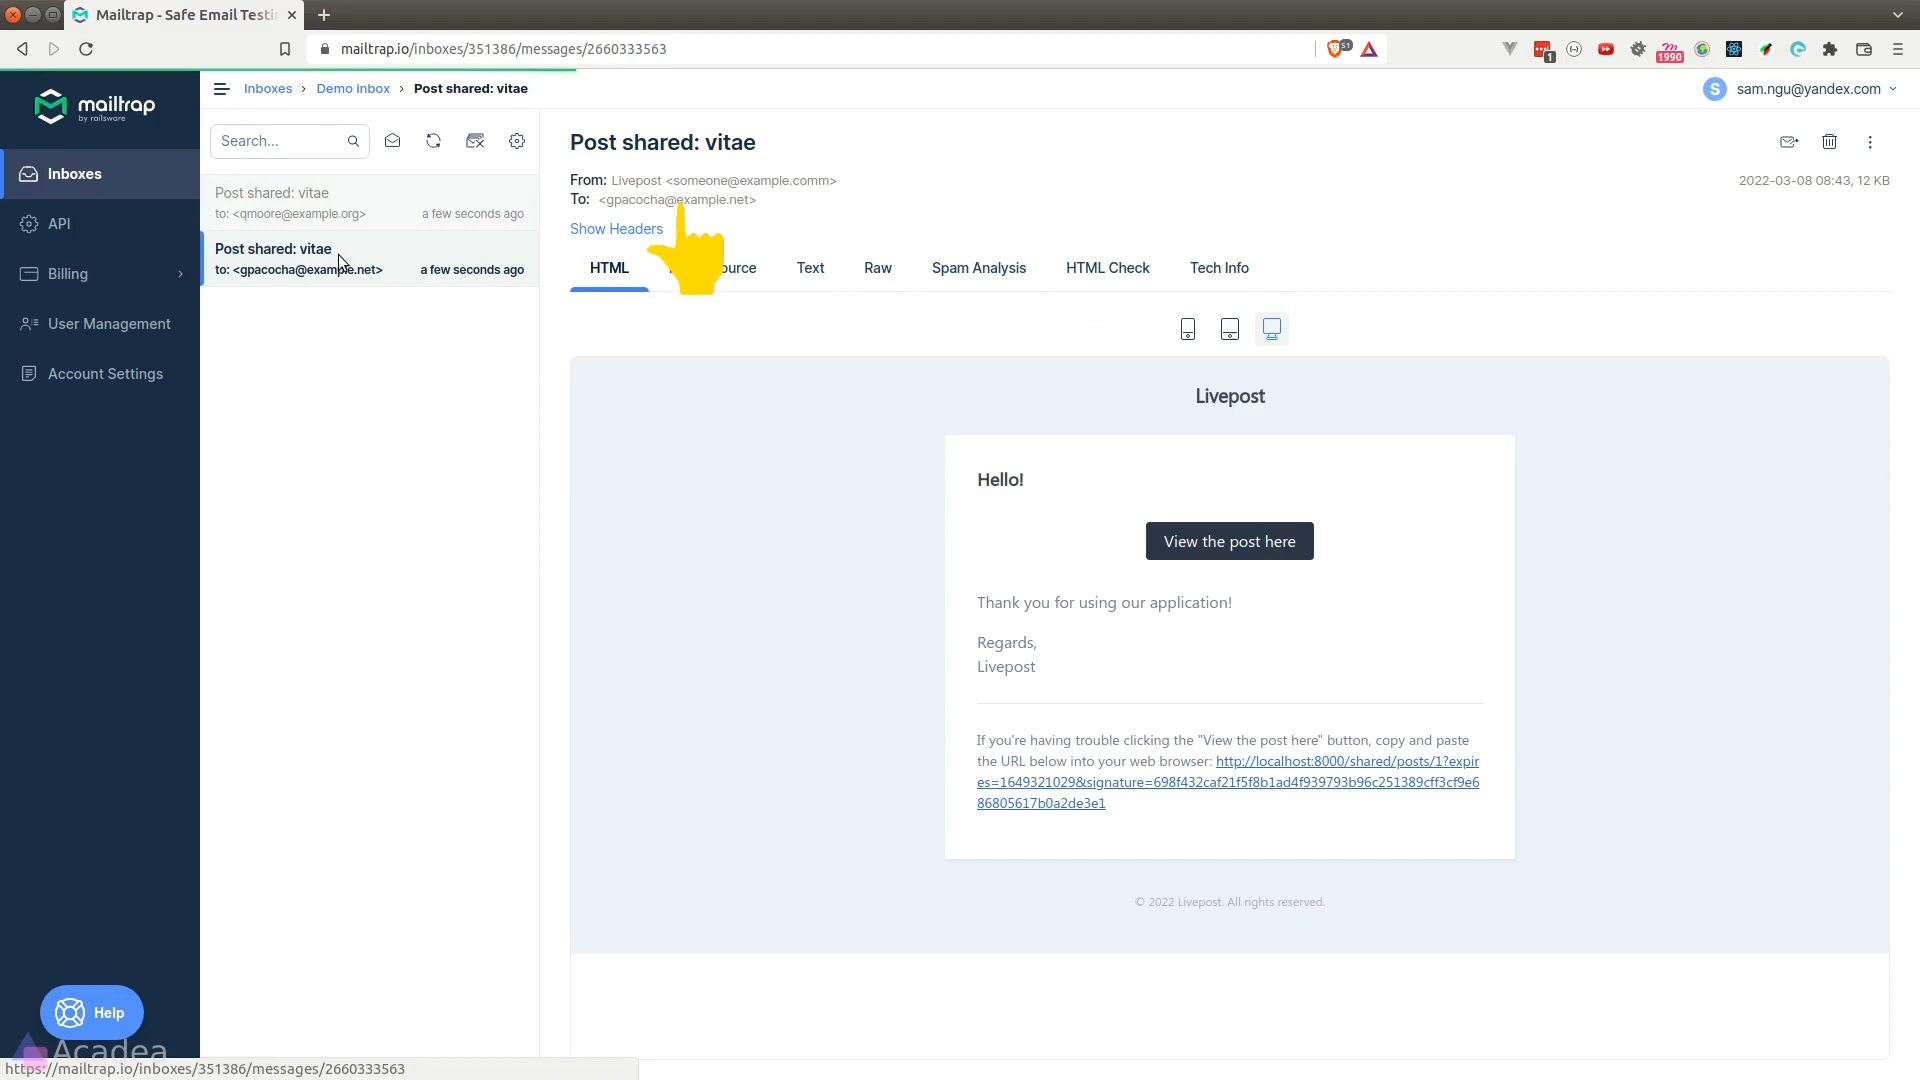 Mailtrap - Safe Email Testi
mailtrap.io/inboxes/351386/messages/2660333563
51
1
1990
mailtrap
by railsware
Inboxes
API
Billing
User Management
Account Settings
Help
Acadea
Inboxes › Demo inbox › Post shared: vitae
S sam.ngu@yandex.com
Search...
Post shared: vitae
to: <qmoore@example.org> a few seconds ago
Post shared: vitae
to: <gpacocha@example.net> a few seconds ago
Post shared: vitae
From: Livepost <someone@example.comm>
2022-03-08 08:43, 12 KB
To: <gpacocha@example.net>
Show Headers
HTML ource Text Raw Spam Analysis HTML Check Tech Info
Livepost
Hello!
View the post here
Thank you for using our application!
Regards,
Livepost
If you're having trouble clicking the "View the post here" button, copy and paste
the URL below into your web browser: http://localhost:8000/shared/posts/1?expir
es=1649321029&signature=698f432caf21f5f8b1ad4f939793b96c251389cff3cf9e6
86805617b0a2de3e1
© 2022 Livepost. All rights reserved.
https://mailtrap.io/inboxes/351386/messages/2660333563